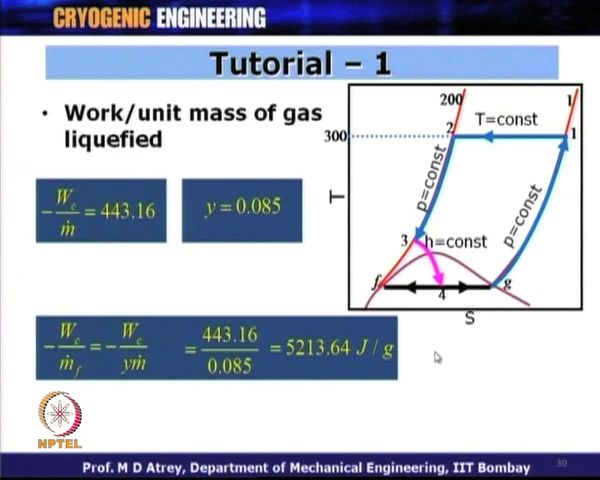 CRYOGENIC ENGINEERING
Tutorial – 1
• Work/unit mass of gas
liquefied
-W_c/ṁ = 443.16
y = 0.085
-W_c/ṁ_f = -W_c/yṁ = 443.16/0.085 = 5213.64 J / g
200
1
2
T=const
300
1
p=const
p=const
T
3
h=const
f
g
4
S
NPTEL
Prof. M D Atrey, Department of Mechanical Engineering, IIT Bombay
30